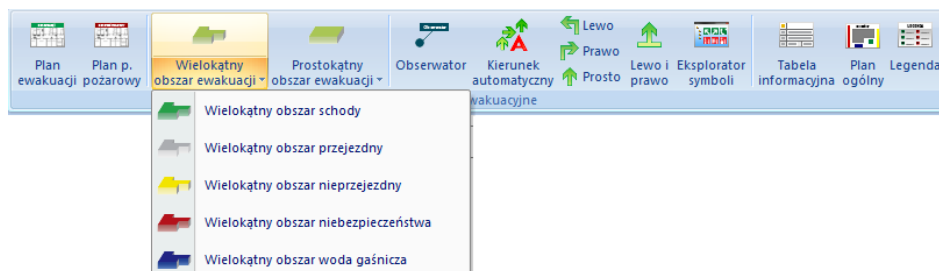 Plan ewakuacji
Plan p. pożarowy
Wielokątny obszar ewakuacji
Prostokątny obszar ewakuacji
Obserwator
Kierunek automatyczny
Lewo
Prawo
Prosto
Lewo i prawo
Eksplorator symboli
Tabela informacyjna
Plan ogólny
Legenda
wakuacyjne
Wielokątny obszar schody
Wielokątny obszar przejezdny
Wielokątny obszar nieprzejezdny
Wielokątny obszar niebezpieczeństwa
Wielokątny obszar woda gaśnicza